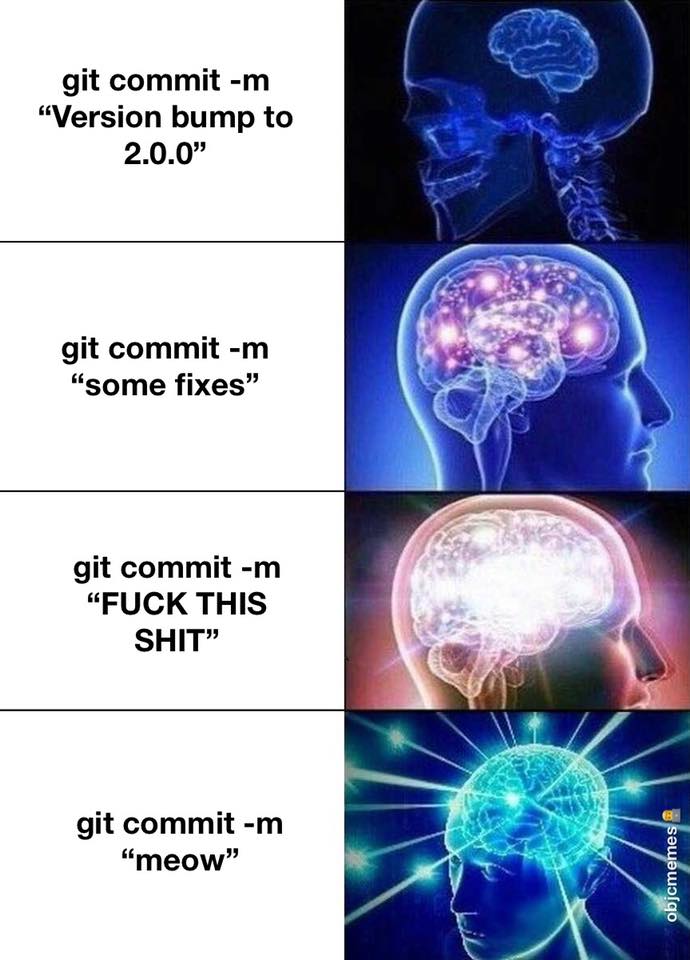 git commit -m
“Version bump to
2.0.0”
git commit -m
“some fixes”
git commit -m
“FUCK THIS
SHIT”
git commit -m
“meow”
objcmemes👨‍💻